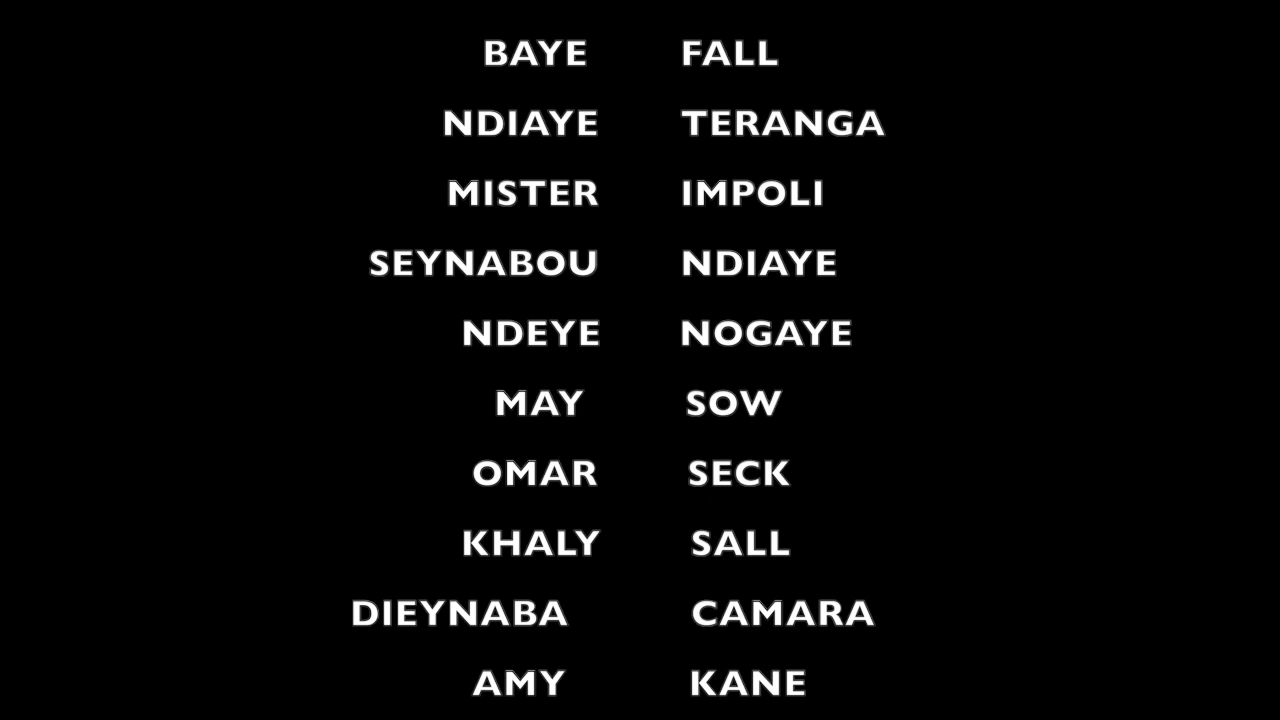 BAYE FALL
NDIAYE TERANGA
MISTER IMPOLI
SEYNABOU NDIAYE
NDEYE NOGAYE
MAY SOW
OMAR SECK
KHALY SALL
DIEYNABA CAMARA
AMY KANE